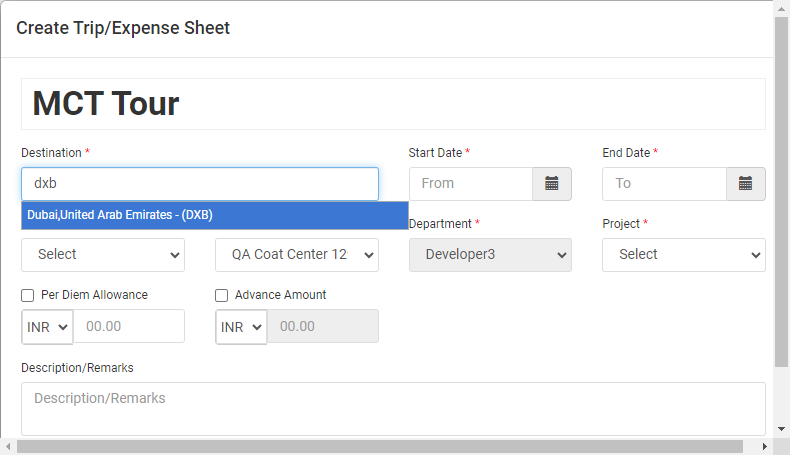 Create Trip/Expense Sheet
MCT Tour
Destination * Start Date * End Date *
dxb From To
Dubai,United Arab Emirates - (DXB)
Department * Project *
Select QA Coat Center 12 Developer3 Select
Per Diem Allowance Advance Amount
INR 00.00 INR 00.00
Description/Remarks
Description/Remarks